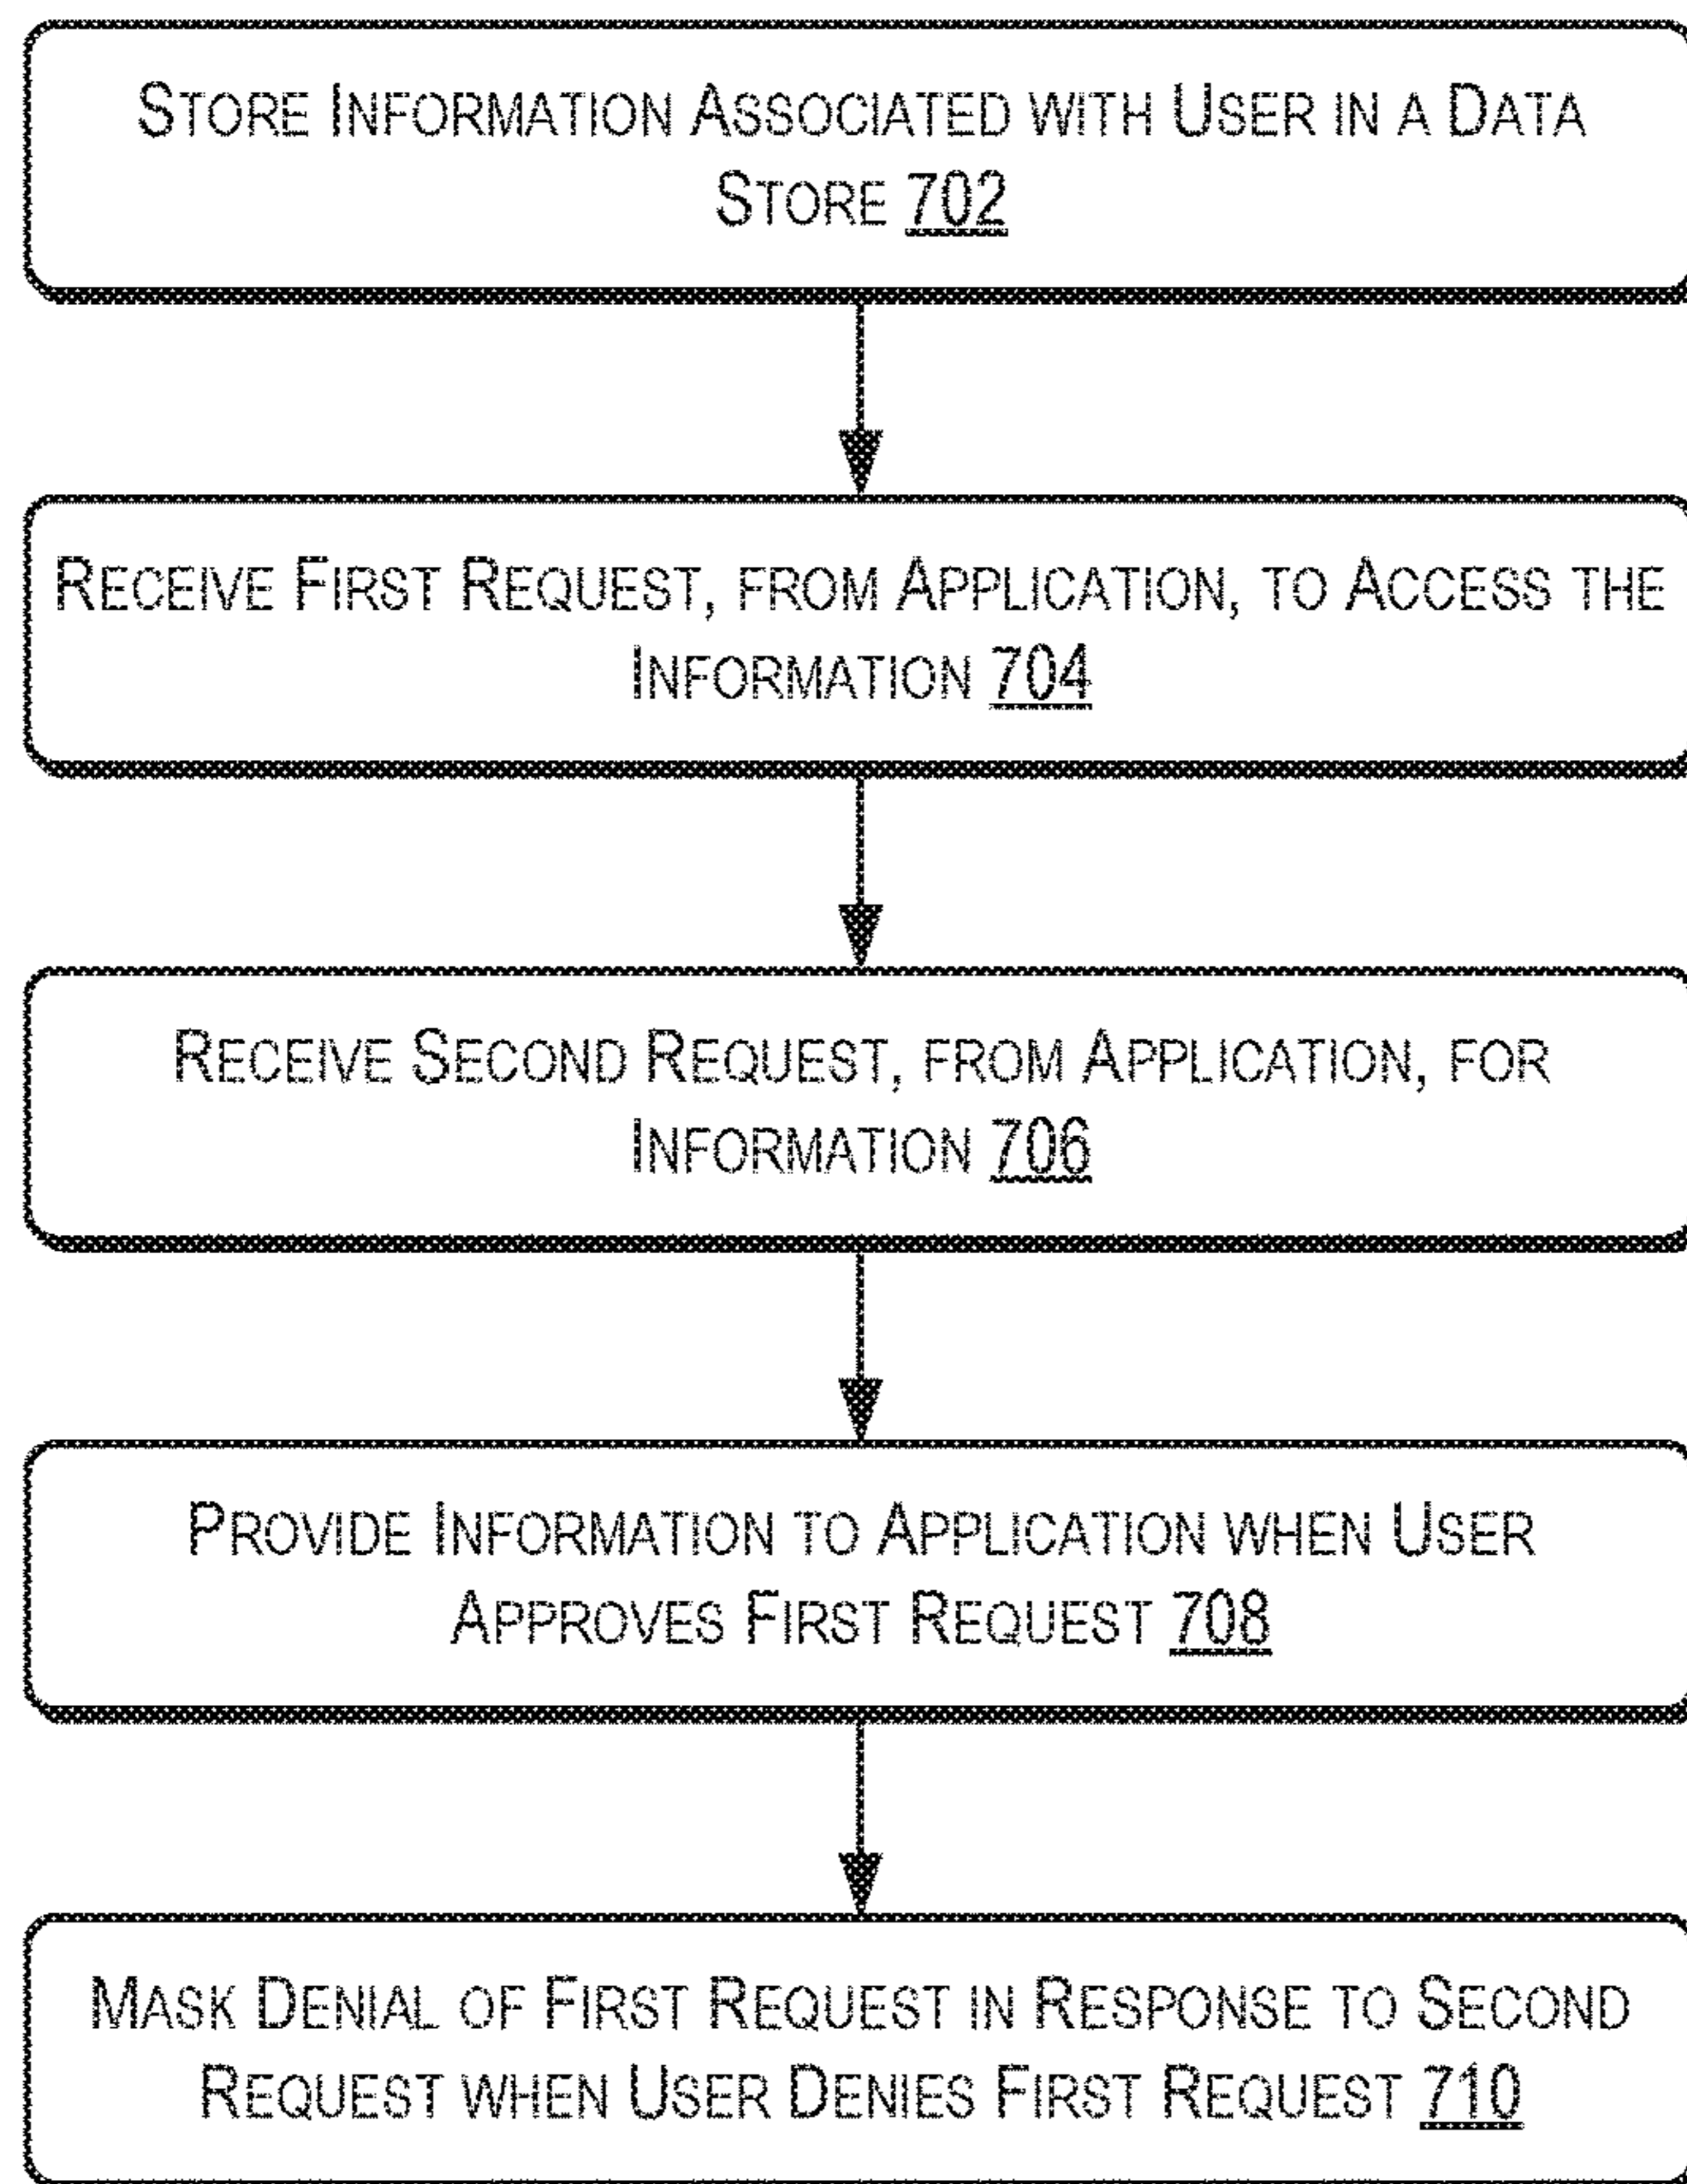 STORE INFORMATION ASSOCIATED WITH USER IN A DATA
STORE 702
RECEIVE FIRST REQUEST, FROM APPLICATION, TO ACCESS THE
INFORMATION 704
RECEIVE SECOND REQUEST, FROM APPLICATION, FOR
INFORMATION 706
PROVIDE INFORMATION TO APPLICATION WHEN USER
APPROVES FIRST REQUEST 708
MASK DENIAL OF FIRST REQUEST IN RESPONSE TO SECOND
REQUEST WHEN USER DENIES FIRST REQUEST 710